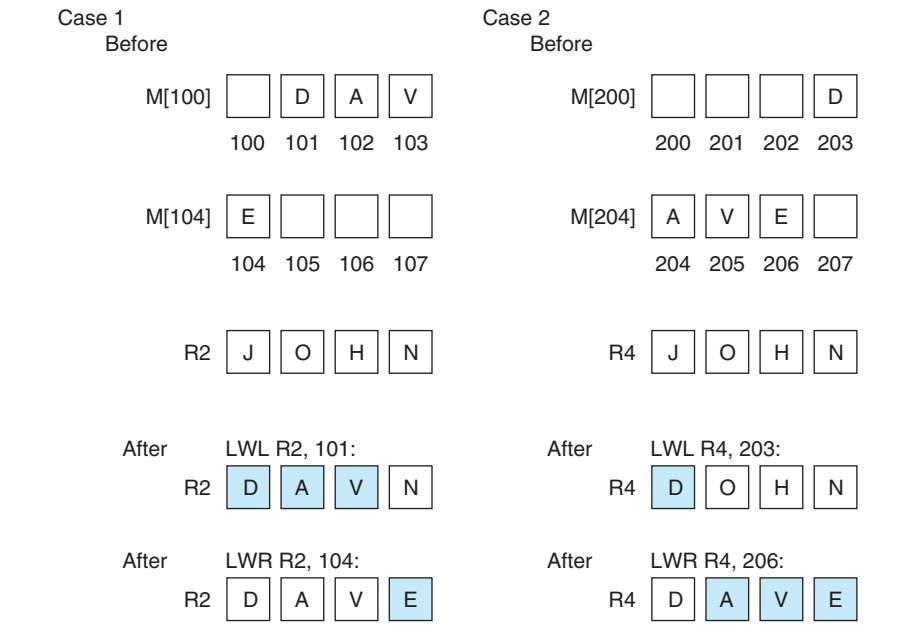 Case 1
Before
M[100] D A V
100 101 102 103
M[104] E
104 105 106 107
R2 J O H N
After LWL R2, 101:
R2 D A V N
After LWR R2, 104:
R2 D A V E
Case 2
Before
M[200] D
200 201 202 203
M[204] A V E
204 205 206 207
R4 J O H N
After LWL R4, 203:
R4 D O H N
After LWR R4, 206:
R4 D A V E